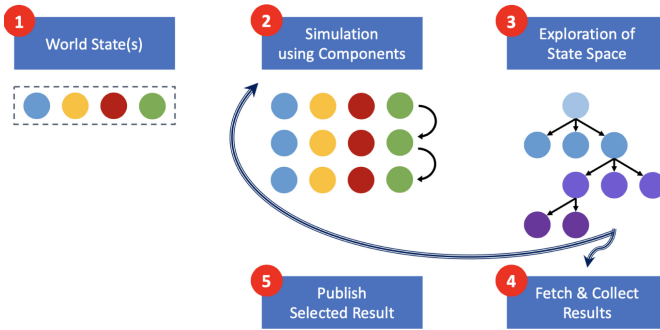 1
World State(s)
2
Simulation
using Components
3
Exploration of
State Space
5
Publish
Selected Result
4
Fetch & Collect
Results